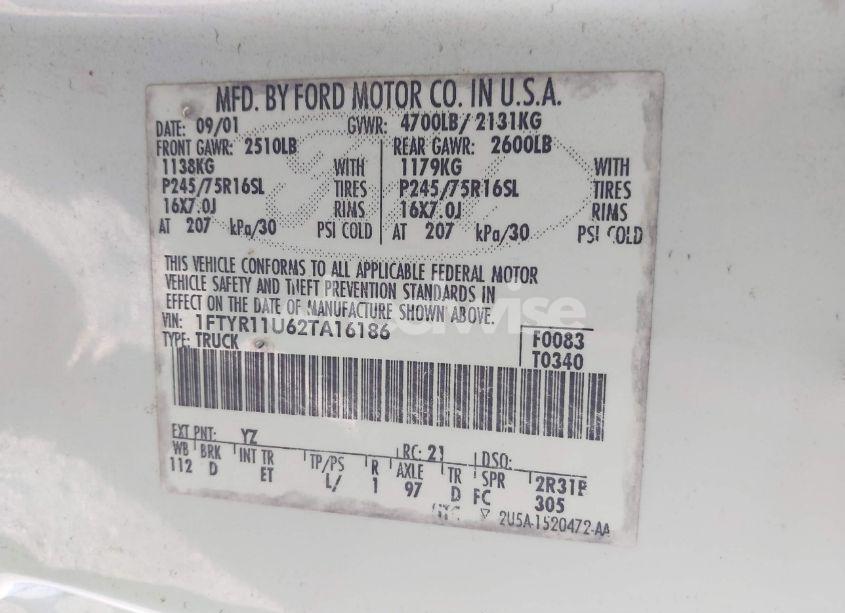 MFD. BY FORD MOTOR CO. IN U.S.A.
DATE: 09/01 GVWR: 4700LB/ 2131KG
FRONT GAWR: 2510LB REAR GAWR: 2600LB
1138KG WITH 1179KG WITH
P245/75R16SL TIRES P245/75R16SL TIRES
16X7.0J RIMS 16X7.0J RIMS
AT 207 kPa/30 PSI COLD AT 207 kPa/30 PSI COLD
THIS VEHICLE CONFORMS TO ALL APPLICABLE FEDERAL MOTOR
VEHICLE SAFETY AND THEFT PREVENTION STANDARDS IN
EFFECT ON THE DATE OF MANUFACTURE SHOWN ABOVE.
VIN: 1FTYR11U62TA16186 F0083
TYPE: TRUCK T0340
EXT PNT: YZ RC: 21 DSO:
WB BRK INT TR TP/PS R AXLE TR SPR
112 D ET L/ 1 97 D FC 305
2U5A-1520472-AA